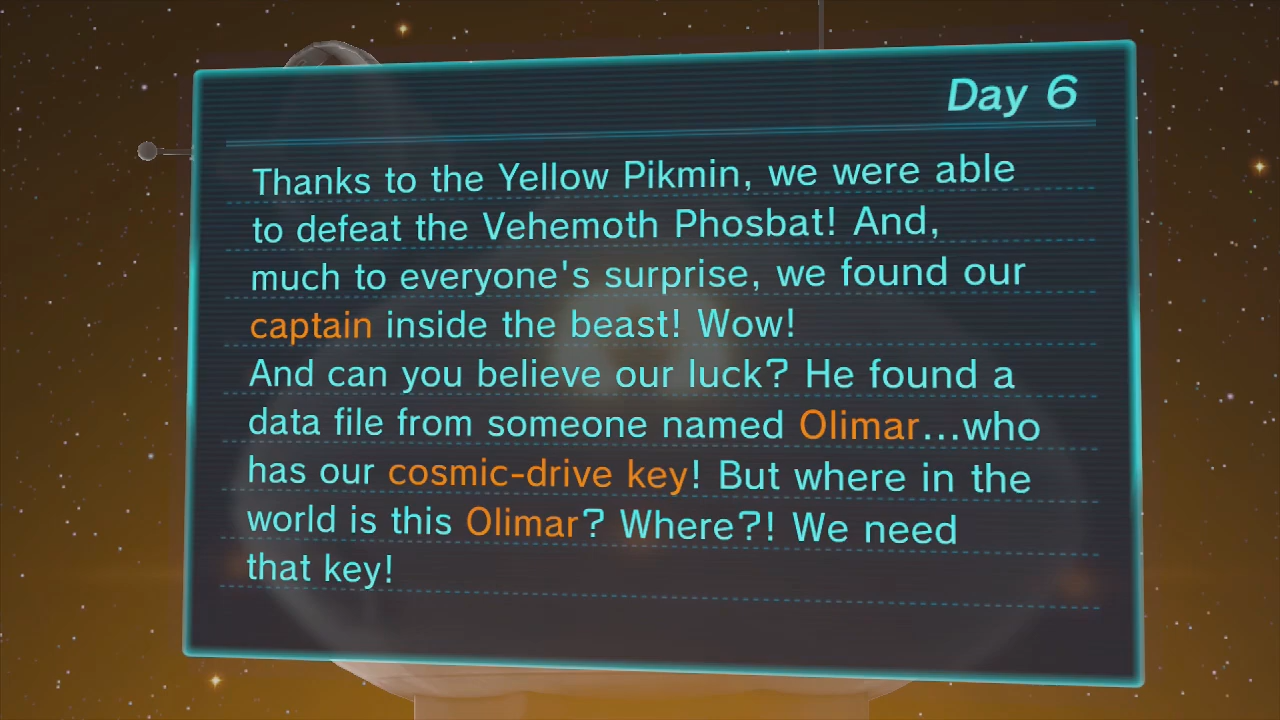 Day 6
Thanks to the Yellow Pikmin, we were able
to defeat the Vehemoth Phosbat! And,
much to everyone's surprise, we found our
captain inside the beast! Wow!
And can you believe our luck? He found a
data file from someone named Olimar...who
has our cosmic-drive key! But where in the
world is this Olimar? Where?! We need
that key!